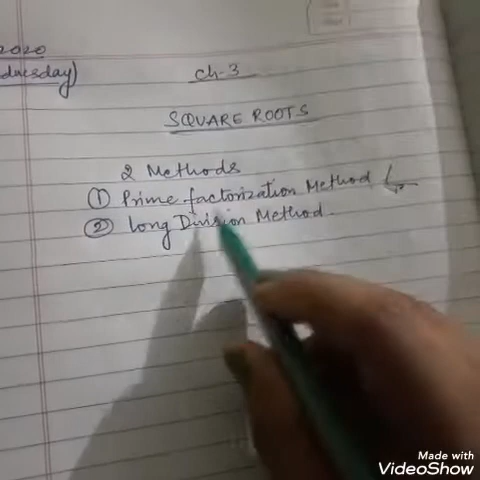 2020
dnesday)
Ch-3
SQUARE ROOTS
2 Methods
① Prime factorization Method
② long Division Method.
Made with
VideoShow